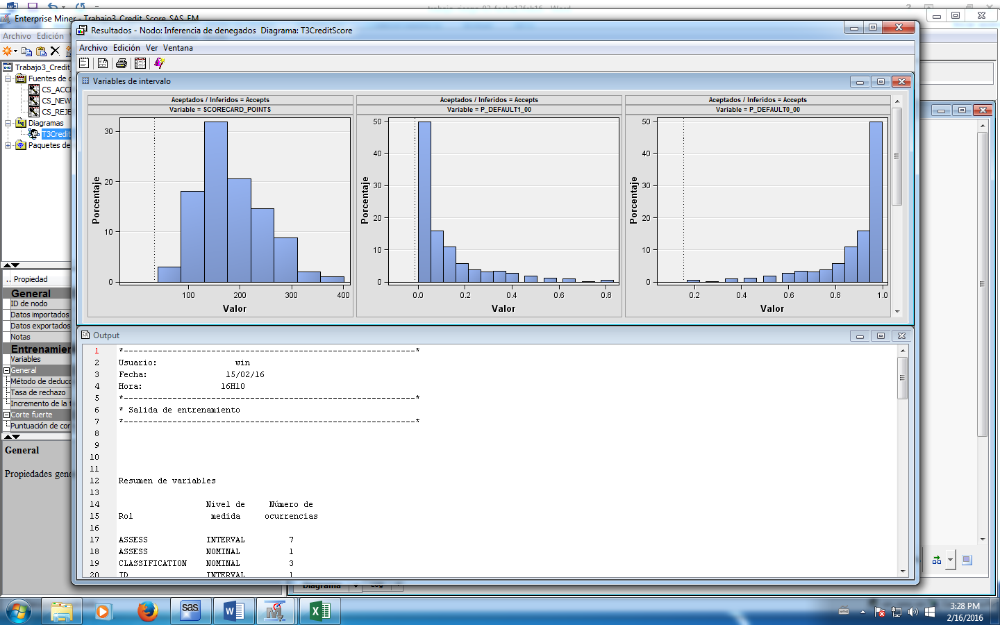 Enterprise Miner - Trabajo3_Credit_Score_SAS_EM
Archivo Edición
Trabajo3_Credit
Fuentes de
CS_ACC
CS_NEW
CS_REJE
Diagramas
T3Credit
Paquetes de
.. Propiedad
General
ID de nodo
Datos importados
Datos exportados
Notas
Entrenamien
Variables
General
Método de deducc
Tasa de rechazo
Incremento de la t
Corte fuerte
Puntuación de cor
General
Propiedades gene
Resultados - Nodo: Inferencia de denegados Diagrama: T3CreditScore
Archivo Edición Ver Ventana
Variables de intervalo
Aceptados / Inferidos = Accepts
Variable = SCORECARD_POINTS
Porcentaje
30
20
10
0
100 200 300 400
Valor
Aceptados / Inferidos = Accepts
Variable = P_DEFAULT1_00
Porcentaje
50
40
30
20
10
0
0.0 0.2 0.4 0.6 0.8
Valor
Aceptados / Inferidos = Accepts
Variable = P_DEFAULT0_00
Porcentaje
50
40
30
20
10
0
0.2 0.4 0.6 0.8 1.0
Valor
Output
1 *------------------------------------------------------------*
2 Usuario: win
3 Fecha: 15/02/16
4 Hora: 16H10
5 *------------------------------------------------------------*
6 * Salida de entrenamiento
7 *------------------------------------------------------------*
8
9
10
11
12 Resumen de variables
13
14 Nivel de Número de
15 Rol medida ocurrencias
16
17 ASSESS INTERVAL 7
18 ASSESS NOMINAL 1
19 CLASSIFICATION NOMINAL 3
20 ID INTERVAL 1
Diagrama Log
sas
3:28 PM
2/16/2016